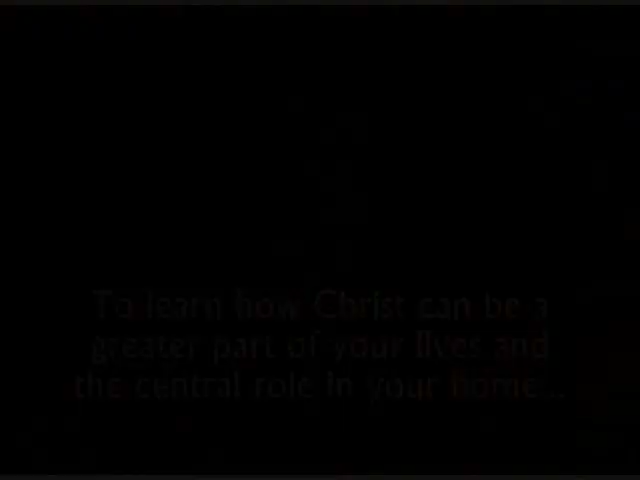 To learn how Christ can be a
greater part of your lives and
the central role in your home...